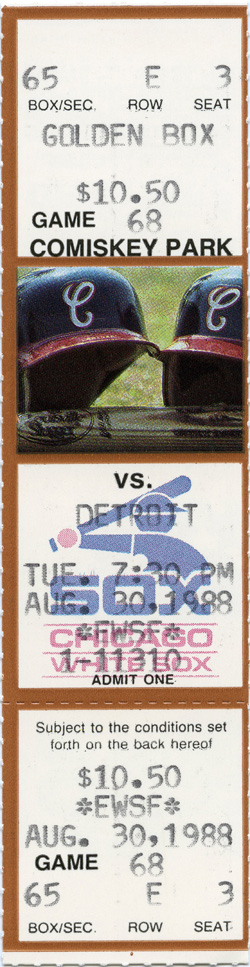 65 E 3
BOX/SEC. ROW SEAT
GOLDEN BOX
$10.50
GAME 68
COMISKEY PARK
C C
VS.
DETROIT
TUE. 7:30 PM
AUG. 30,1988
SOX
*EWSF*
CHICAGO
1-11310
WHITE SOX
ADMIT ONE
Subject to the conditions set
forth on the back hereof
$10.50
*EWSF*
AUG. 30,1988
GAME 68
65 E 3
BOX/SEC. ROW SEAT